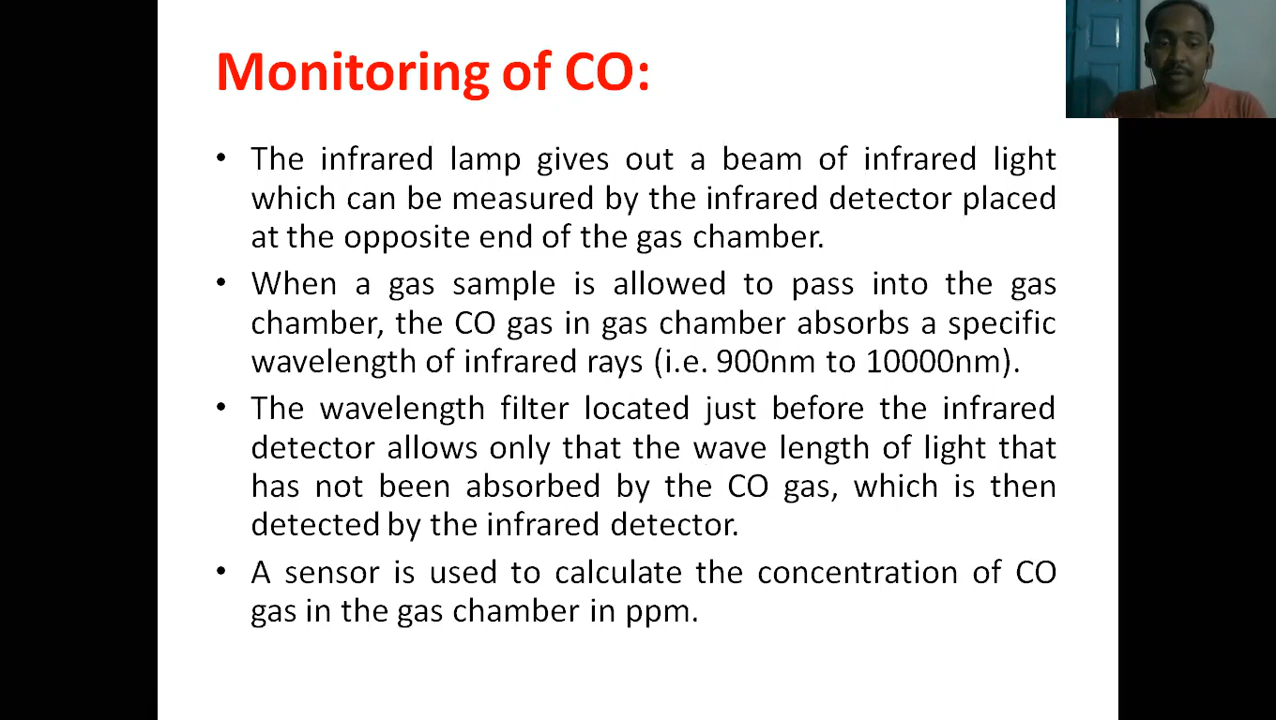 Monitoring of CO:
• The infrared lamp gives out a beam of infrared light
which can be measured by the infrared detector placed
at the opposite end of the gas chamber.
• When a gas sample is allowed to pass into the gas
chamber, the CO gas in gas chamber absorbs a specific
wavelength of infrared rays (i.e. 900nm to 10000nm).
• The wavelength filter located just before the infrared
detector allows only that the wave length of light that
has not been absorbed by the CO gas, which is then
detected by the infrared detector.
• A sensor is used to calculate the concentration of CO
gas in the gas chamber in ppm.